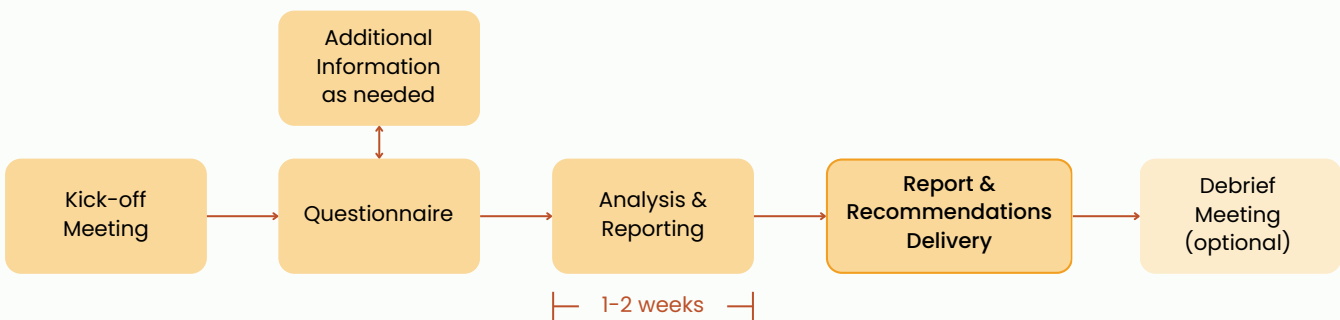 Additional
Information
as needed
Kick-off
Meeting
Questionnaire
Analysis &
Reporting
Report &
Recommendations
Delivery
Debrief
Meeting
(optional)
1-2 weeks